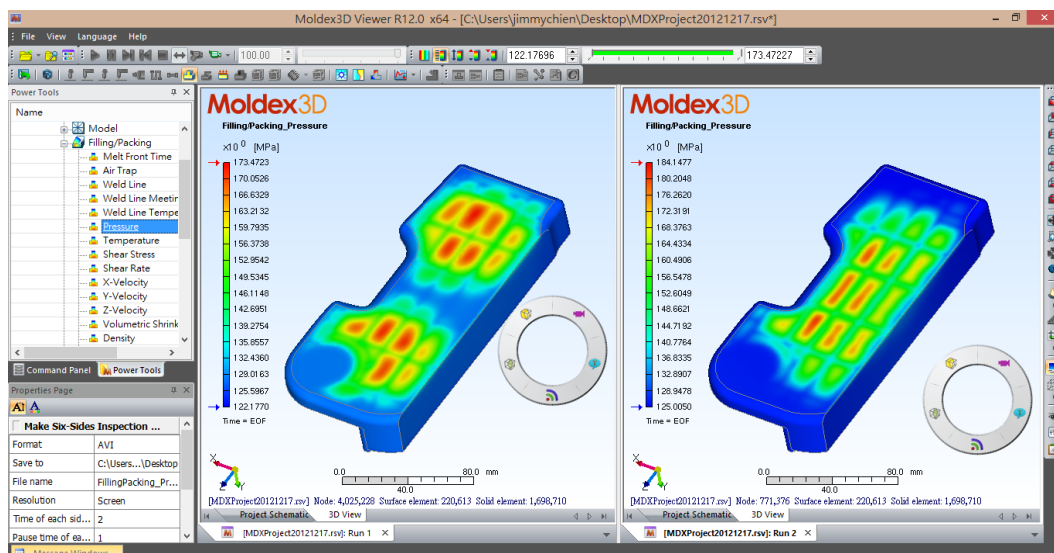 Moldex3D Viewer R12.0 x64 - [C:\Users\jimmychien\Desktop\MDXProject20121217.rsv*]
File View Language Help
100.00
122.17696
173.47227
Power Tools
Name
Model
Filling/Packing
Melt Front Time
Air Trap
Weld Line
Weld Line Meetir
Weld Line Tempe
Pressure
Temperature
Shear Stress
Shear Rate
X-Velocity
Y-Velocity
Z-Velocity
Volumetric Shrink
Density
Command Panel
Power Tools
Properties Page
Make Six-Sides Inspection ...
Format AVI
Save to C:\Users...\Desktop
File name FillingPacking_Pr...
Resolution Screen
Time of each sid... 2
Pause time of ea... 1
Message Windows
Moldex3D
Filling/Packing_Pressure
×10 0 [MPa]
173.4723
170.0526
166.6329
163.2132
159.7935
156.3738
152.9542
149.5345
146.1148
142.6951
139.2754
135.8557
132.4360
129.0163
125.5967
122.1770
Time = EOF
X
Z Y
0.0 80.0 mm
40.0
[MDXProject20121217.rsv] Node: 4,025,228 Surface element: 220,613 Solid element: 1,698,710
Project Schematic 3D View
[MDXProject20121217.rsv]: Run 1
Moldex3D
Filling/Packing_Pressure
×10 0 [MPa]
184.1477
180.2048
176.2620
172.3191
168.3763
164.4334
160.4906
156.5478
152.6049
148.6621
144.7192
140.7764
136.8335
132.8907
128.9478
125.0050
Time = EOF
X
Z Y
0.0 80.0 mm
40.0
[MDXProject20121217.rsv] Node: 771,376 Surface element: 220,613 Solid element: 1,698,710
Project Schematic 3D View
[MDXProject20121217.rsv]: Run 2